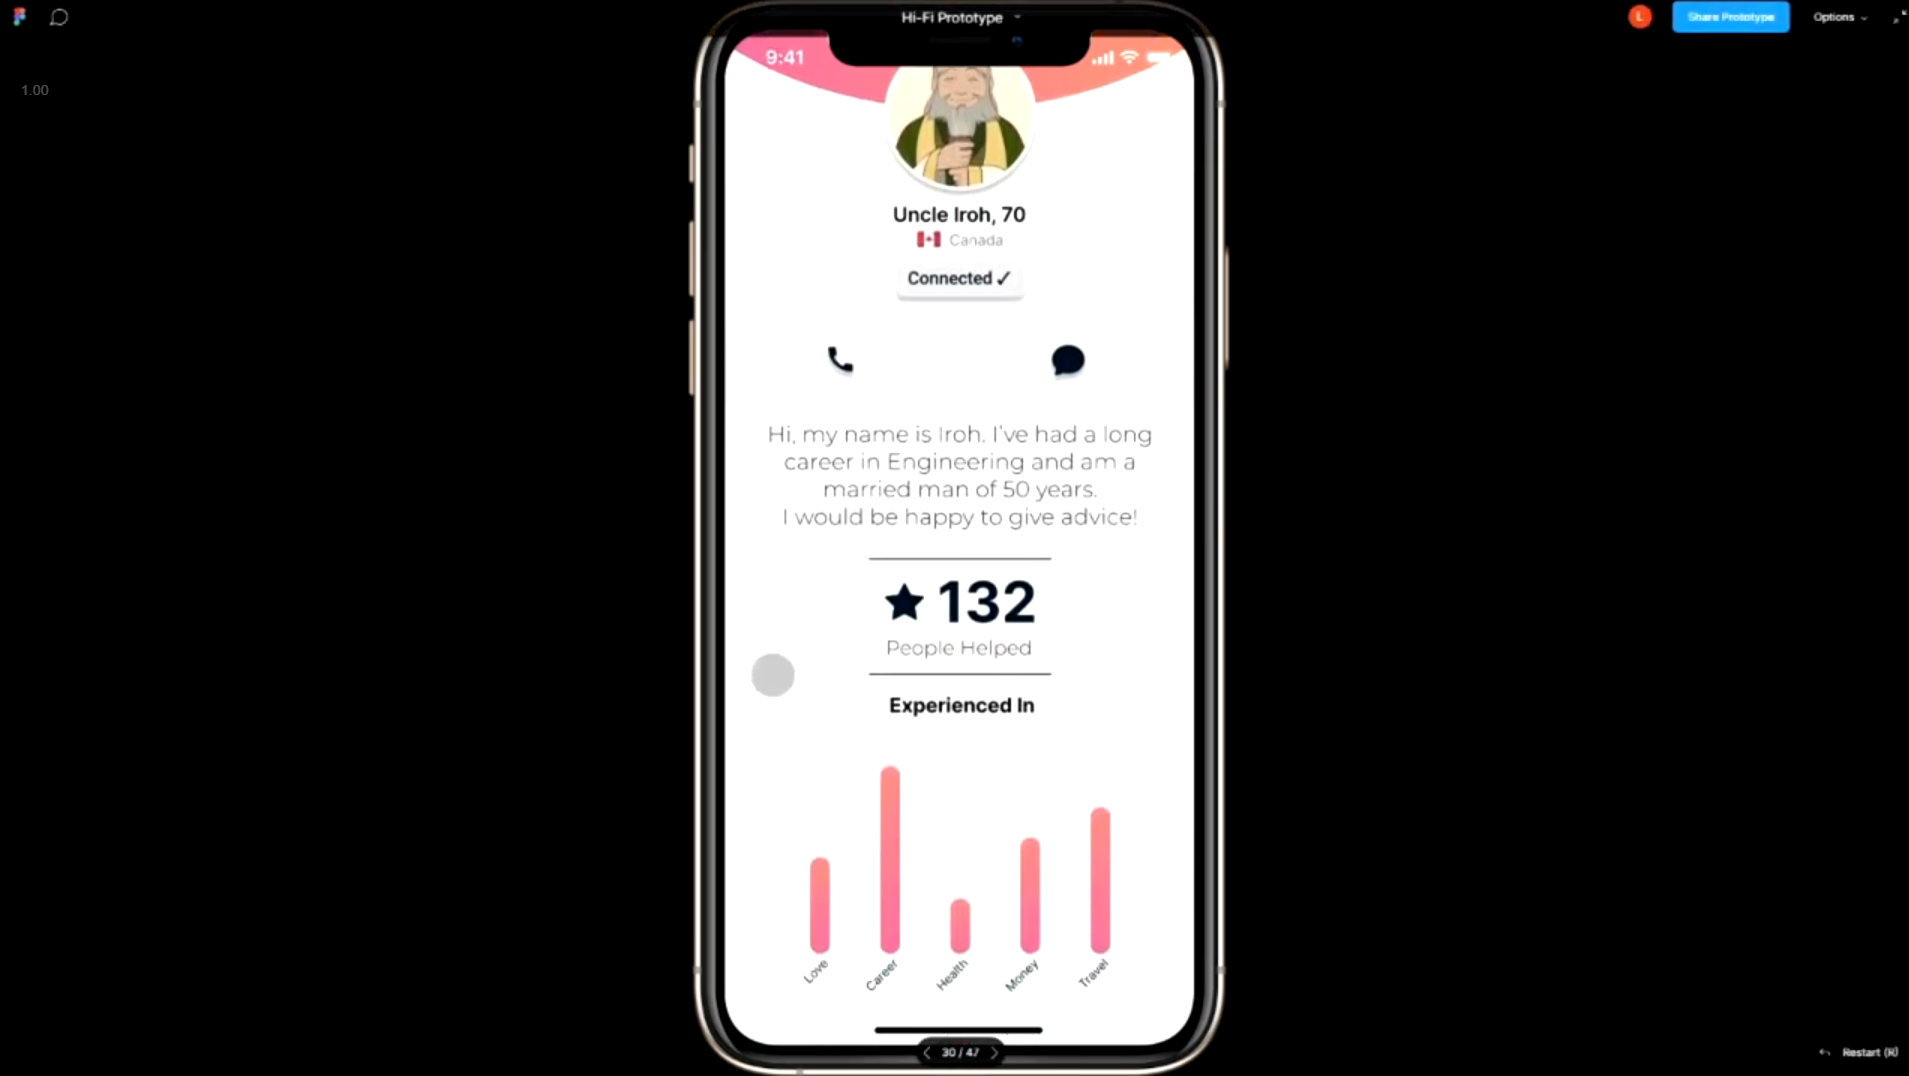 Hi-Fi Prototype
L
Share Prototype
Options
1.00
9:41
Uncle Iroh, 70
Canada
Connected ✓
Hi, my name is Iroh. I've had a long
career in Engineering and am a
married man of 50 years.
I would be happy to give advice!
132
People Helped
Experienced In
Love
Career
Health
Money
Travel
30 / 47
Restart (R)